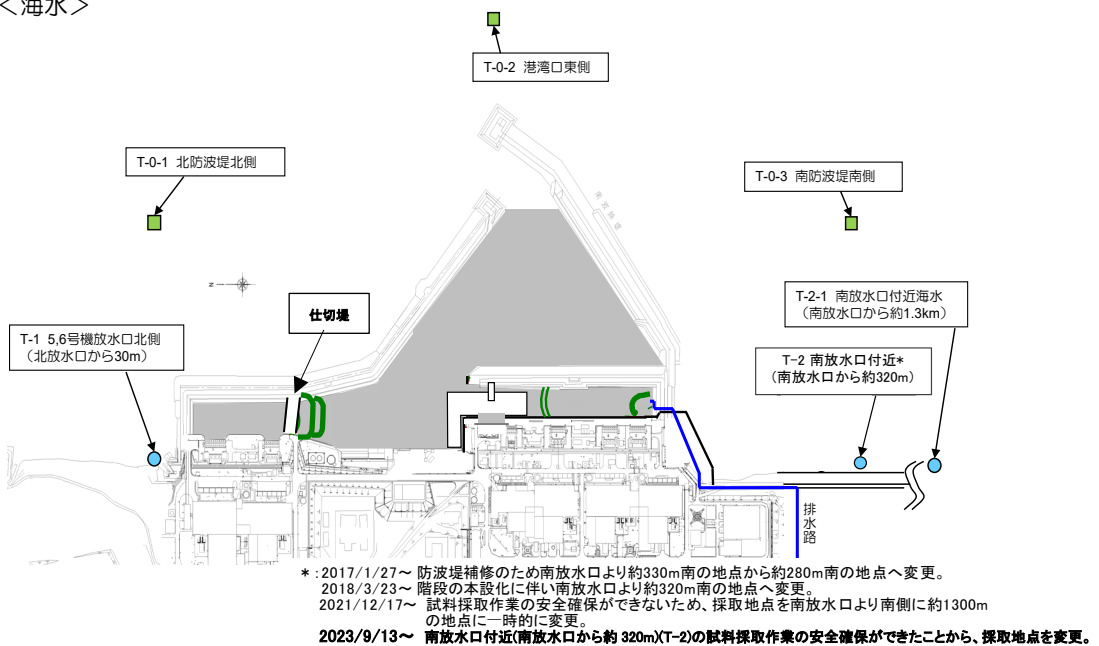 ＜海水＞
T-0-2 港湾口東側
T-0-1 北防波堤北側
T-0-3 南防波堤南側
南防波堤
N
仕切堤
T-2-1 南放水口付近海水
（南放水口から約1.3km）
T-1 5,6号機放水口北側
（北放水口から30m）
T-2 南放水口付近*
（南放水口から約320m）
排水路
*：2017/1/27～ 防波堤補修のため南放水口より約330m南の地点から約280m南の地点へ変更。
2018/3/23～ 階段の本設化に伴い南放水口より約320m南の地点へ変更。
2021/12/17～ 試料採取作業の安全確保ができないため、採取地点を南放水口より南側に約1300m
の地点に一時的に変更。
2023/9/13～ 南放水口付近(南放水口から約 320m)(T-2)の試料採取作業の安全確保ができたことから、採取地点を変更。